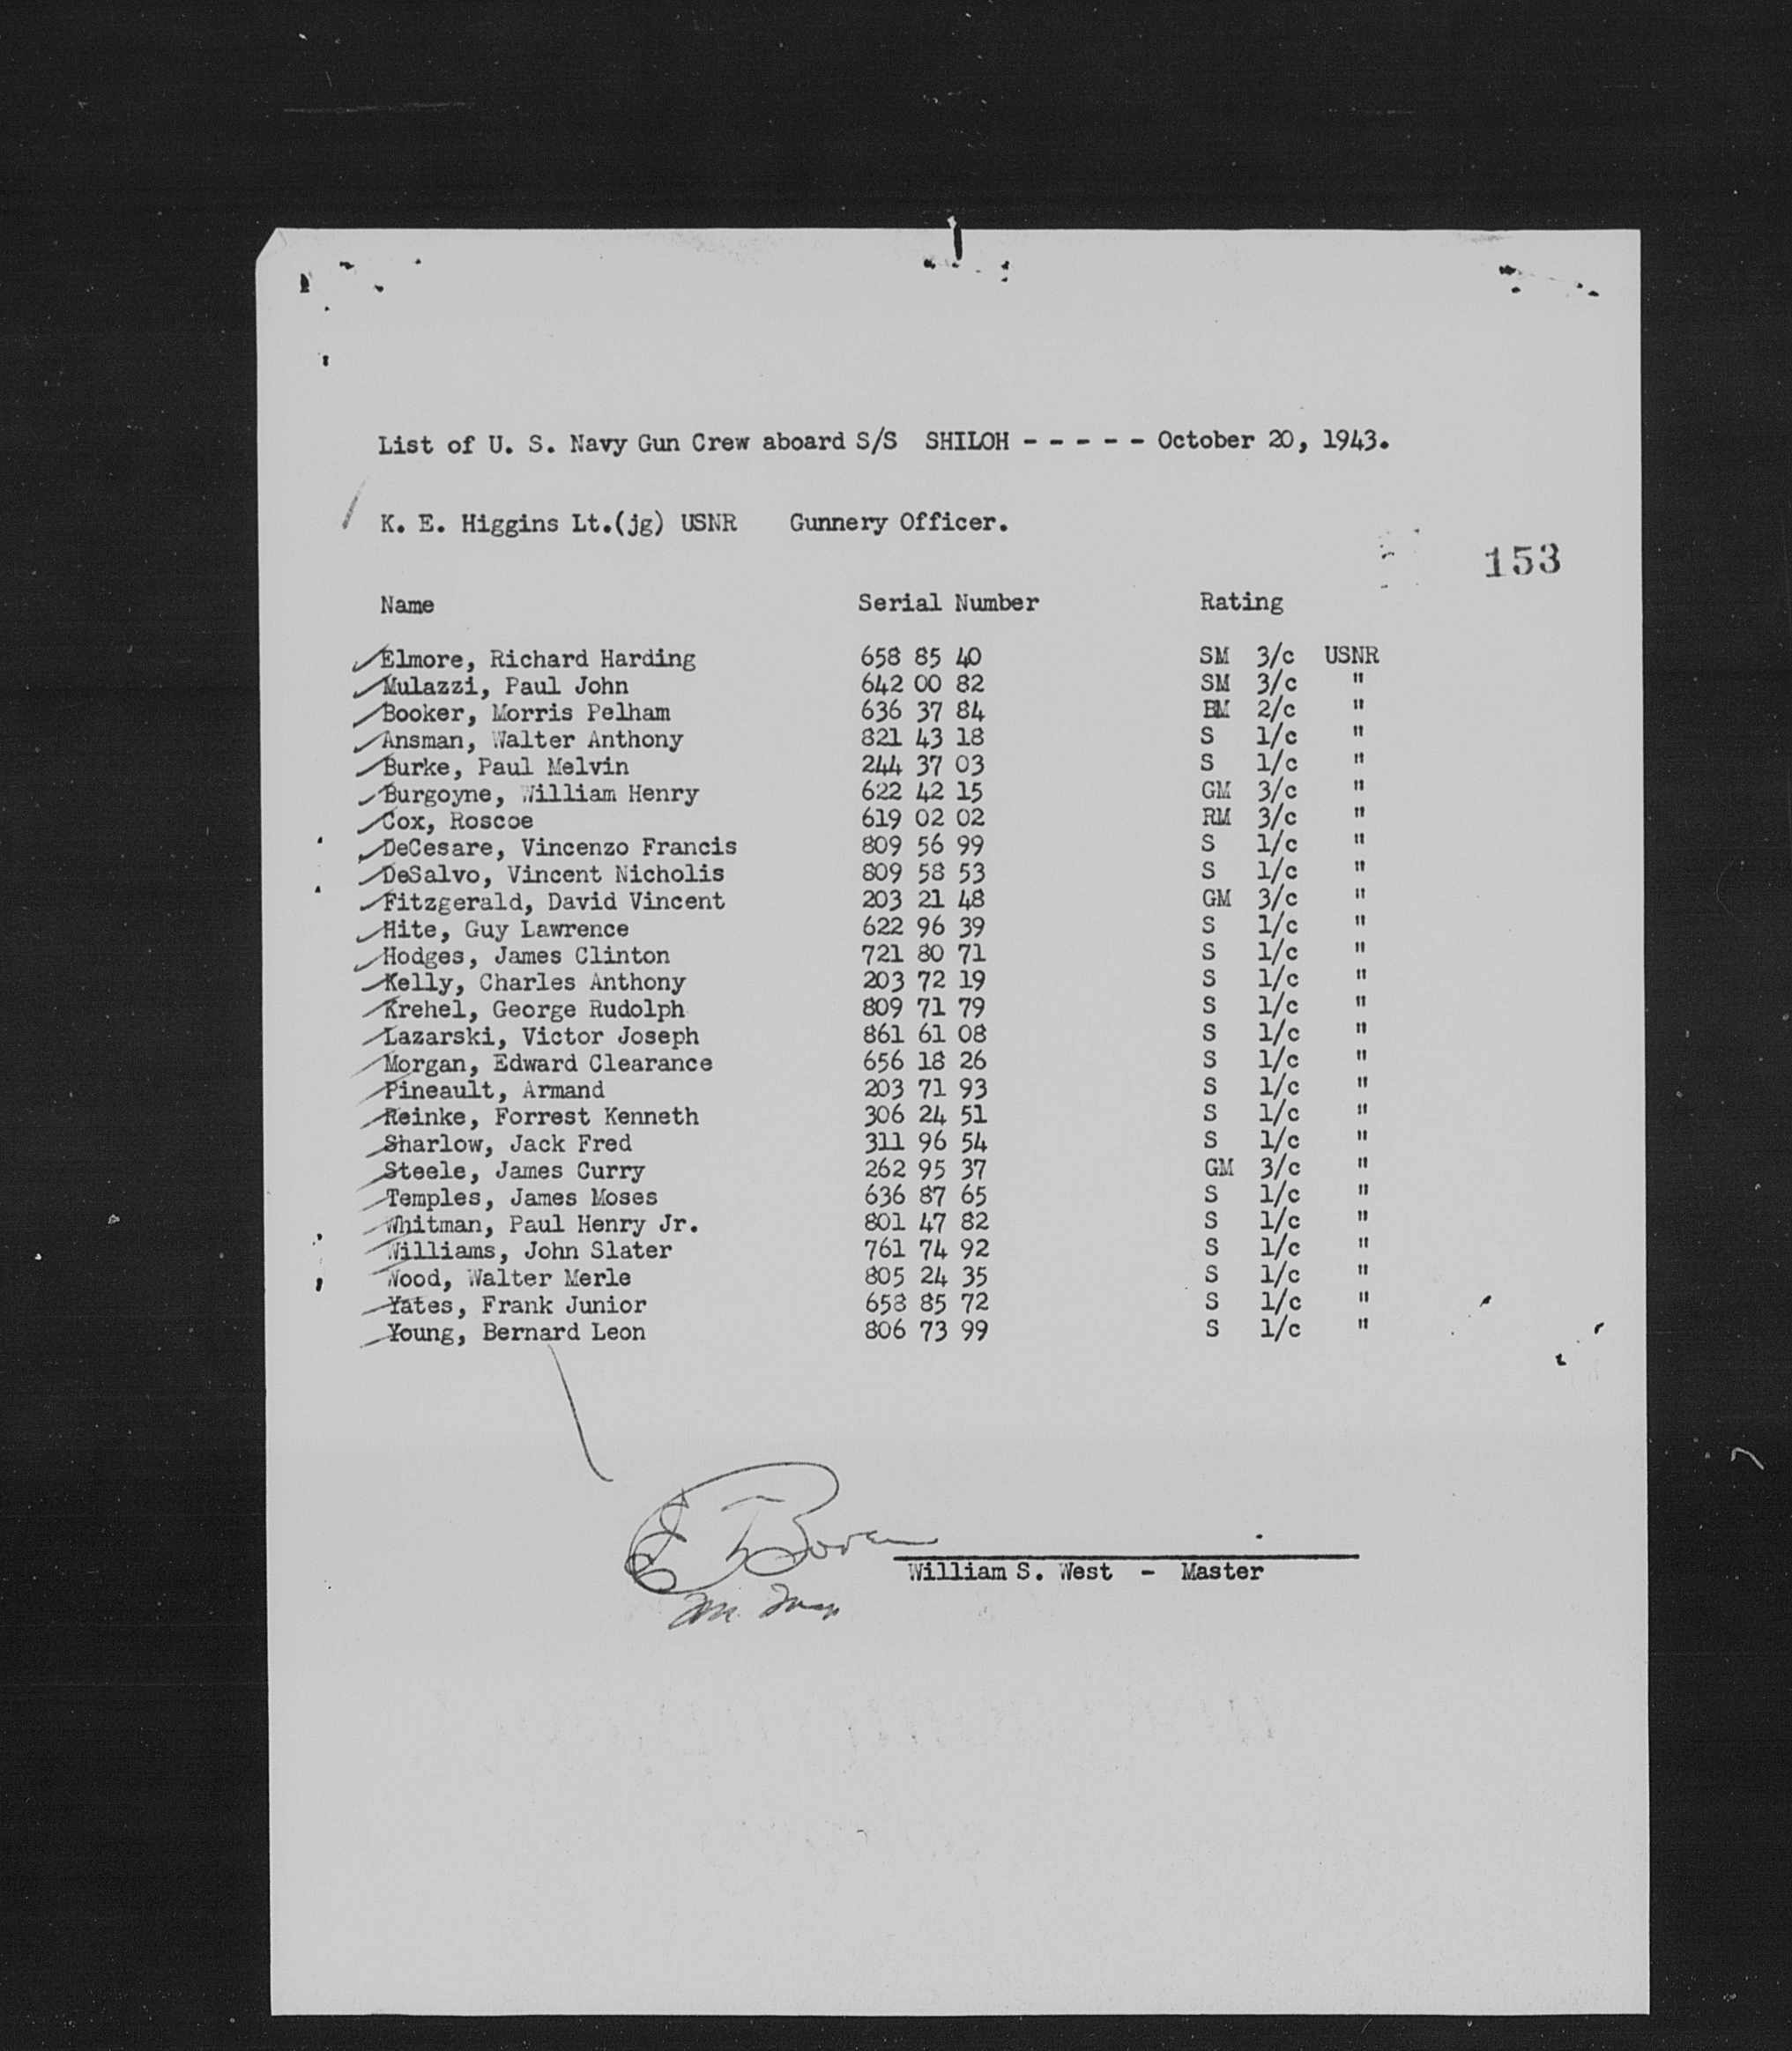 List of U. S. Navy Gun Crew aboard S/S SHILOH - - - - - October 20, 1943.
K. E. Higgins Lt.(jg) USNR Gunnery Officer.
153
Name Serial Number Rating
Elmore, Richard Harding 658 85 40 SM 3/c USNR
Mulazzi, Paul John 642 00 82 SM 3/c "
Booker, Morris Pelham 636 37 84 BM 2/c "
Ansman, Walter Anthony 821 43 18 S 1/c "
Burke, Paul Melvin 244 37 03 S 1/c "
Burgoyne, William Henry 622 42 15 GM 3/c "
Cox, Roscoe 619 02 02 RM 3/c "
DeCesare, Vincenzo Francis 809 56 99 S 1/c "
DeSalvo, Vincent Nicholis 809 58 53 S 1/c "
Fitzgerald, David Vincent 203 21 48 GM 3/c "
Hite, Guy Lawrence 622 96 39 S 1/c "
Hodges, James Clinton 721 80 71 S 1/c "
Kelly, Charles Anthony 203 72 19 S 1/c "
Krehel, George Rudolph 809 71 79 S 1/c "
Lazarski, Victor Joseph 861 61 08 S 1/c "
Morgan, Edward Clearance 656 18 26 S 1/c "
Pineault, Armand 203 71 93 S 1/c "
Reinke, Forrest Kenneth 306 24 51 S 1/c "
Sharlow, Jack Fred 311 96 54 S 1/c "
Steele, James Curry 262 95 37 GM 3/c "
Temples, James Moses 636 87 65 S 1/c "
Whitman, Paul Henry Jr. 801 47 82 S 1/c "
Williams, John Slater 761 74 92 S 1/c "
Wood, Walter Merle 805 24 35 S 1/c "
Yates, Frank Junior 658 85 72 S 1/c "
Young, Bernard Leon 806 73 99 S 1/c "
William S. West - Master